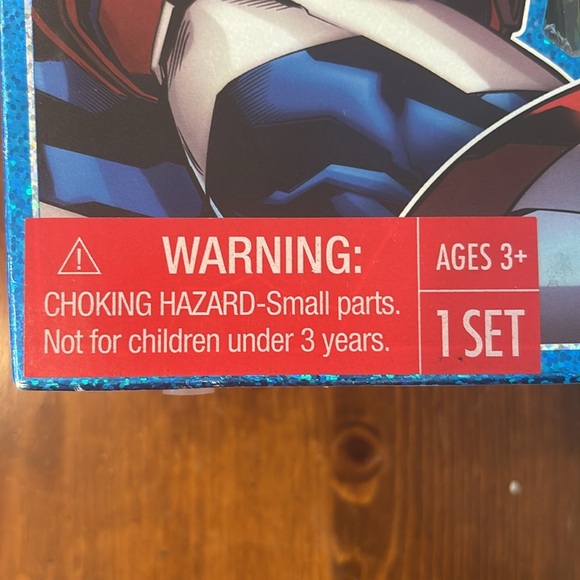 WARNING:
CHOKING HAZARD-Small parts.
Not for children under 3 years.
AGES 3+
1 SET